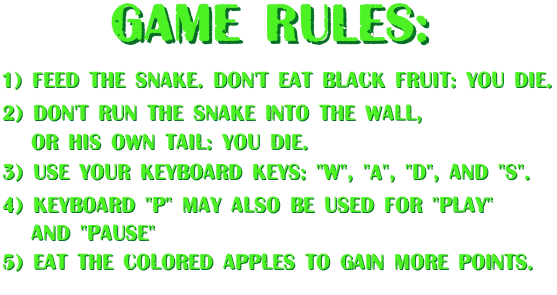 GAME RULES:
1) FEED THE SNAKE. DON'T EAT BLACK FRUIT: YOU DIE.
2) DON'T RUN THE SNAKE INTO THE WALL,
OR HIS OWN TAIL: YOU DIE.
3) USE YOUR KEYBOARD KEYS: "W", "A", "D", AND "S".
4) KEYBOARD "P" MAY ALSO BE USED FOR "PLAY"
AND "PAUSE"
5) EAT THE COLORED APPLES TO GAIN MORE POINTS.